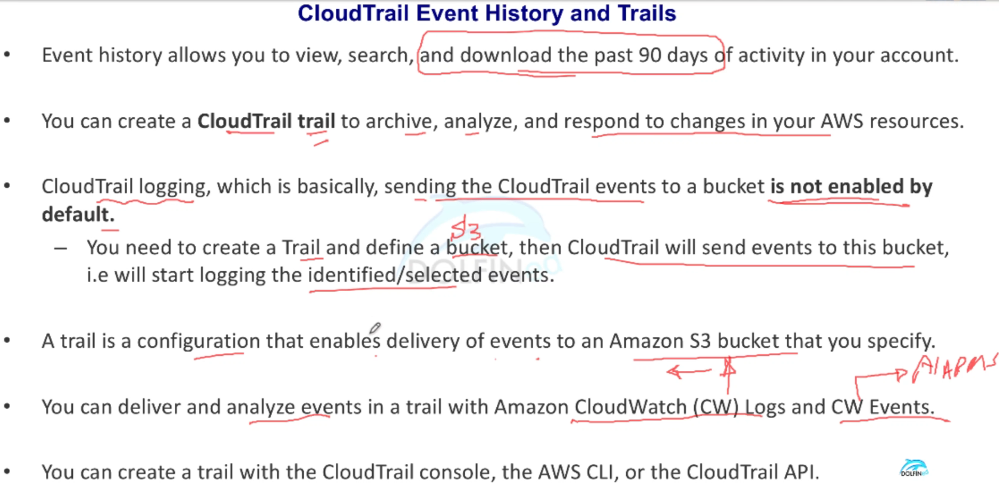 CloudTrail Event History and Trails
• Event history allows you to view, search, and download the past 90 days of activity in your account.
• You can create a CloudTrail trail to archive, analyze, and respond to changes in your AWS resources.
• CloudTrail logging, which is basically, sending the CloudTrail events to a bucket is not enabled by
default.
S3
– You need to create a Trail and define a bucket, then CloudTrail will send events to this bucket,
i.e will start logging the identified/selected events.
DOLFINed
• A trail is a configuration that enables delivery of events to an Amazon S3 bucket that you specify.
AlARMS
• You can deliver and analyze events in a trail with Amazon CloudWatch (CW) Logs and CW Events.
• You can create a trail with the CloudTrail console, the AWS CLI, or the CloudTrail API.
DOLFINed